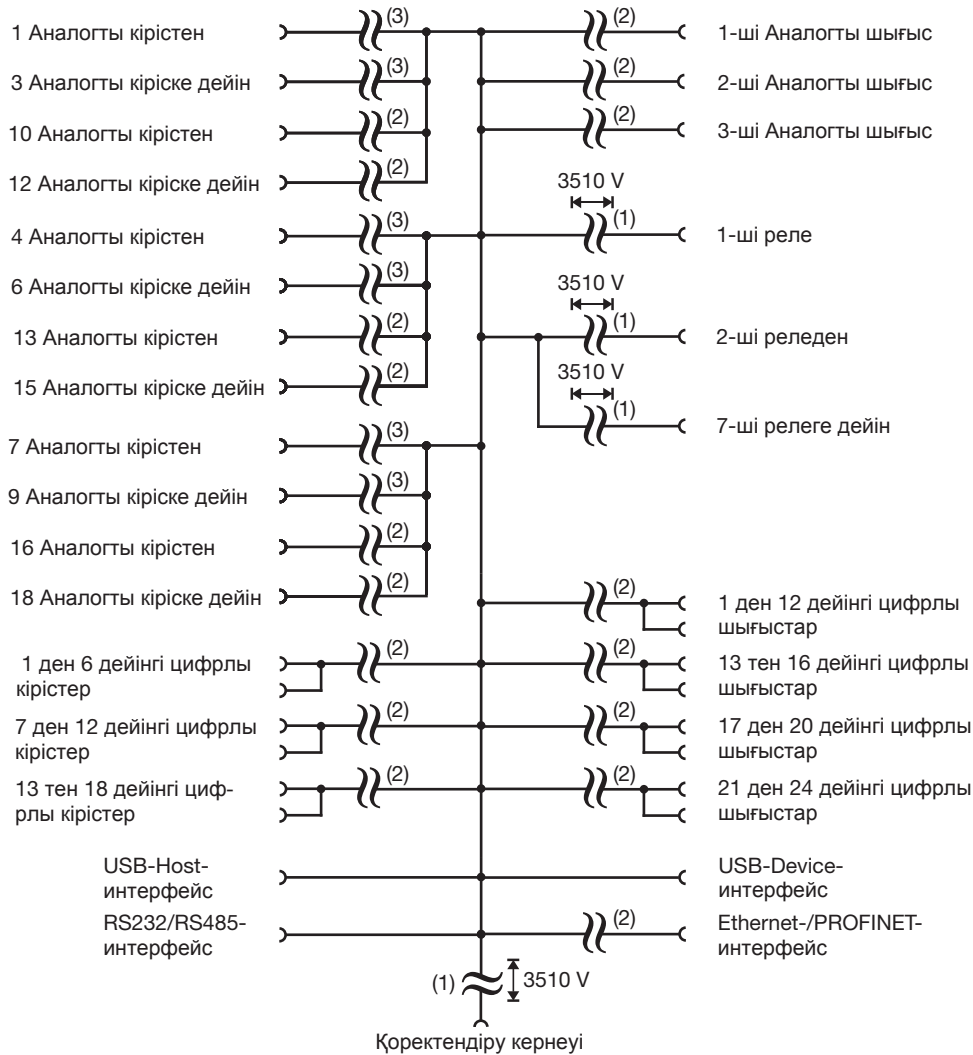 1 Аналогты кірістен (3) (2) 1-ші Аналогты шығыс
3 Аналогты кіріске дейін (3) (2) 2-ші Аналогты шығыс
10 Аналогты кірістен (2) (2) 3-ші Аналогты шығыс
12 Аналогты кіріске дейін (2)
3510 V
4 Аналогты кірістен (3) (1) 1-ші реле
6 Аналогты кіріске дейін (3)
3510 V
13 Аналогты кірістен (2) (1) 2-ші реледен
15 Аналогты кіріске дейін (2)
3510 V
(1) 7-ші релеге дейін
7 Аналогты кірістен (3)
9 Аналогты кіріске дейін (3)
16 Аналогты кірістен (2)
18 Аналогты кіріске дейін (2)
(2) 1 ден 12 дейінгі цифрлы
шығыстар
1 ден 6 дейінгі цифрлы (2) (2) 13 тен 16 дейінгі цифрлы
кірістер шығыстар
7 ден 12 дейінгі цифрлы (2) (2) 17 ден 20 дейінгі цифрлы
кірістер шығыстар
13 тен 18 дейінгі циф- (2) (2) 21 ден 24 дейінгі цифрлы
рлы кірістер шығыстар
USB-Host- USB-Device-
интерфейс интерфейс
RS232/RS485- (2) Ethernet-/PROFINET-
интерфейс интерфейс
(1) 3510 V
Қоректендіру кернеуі